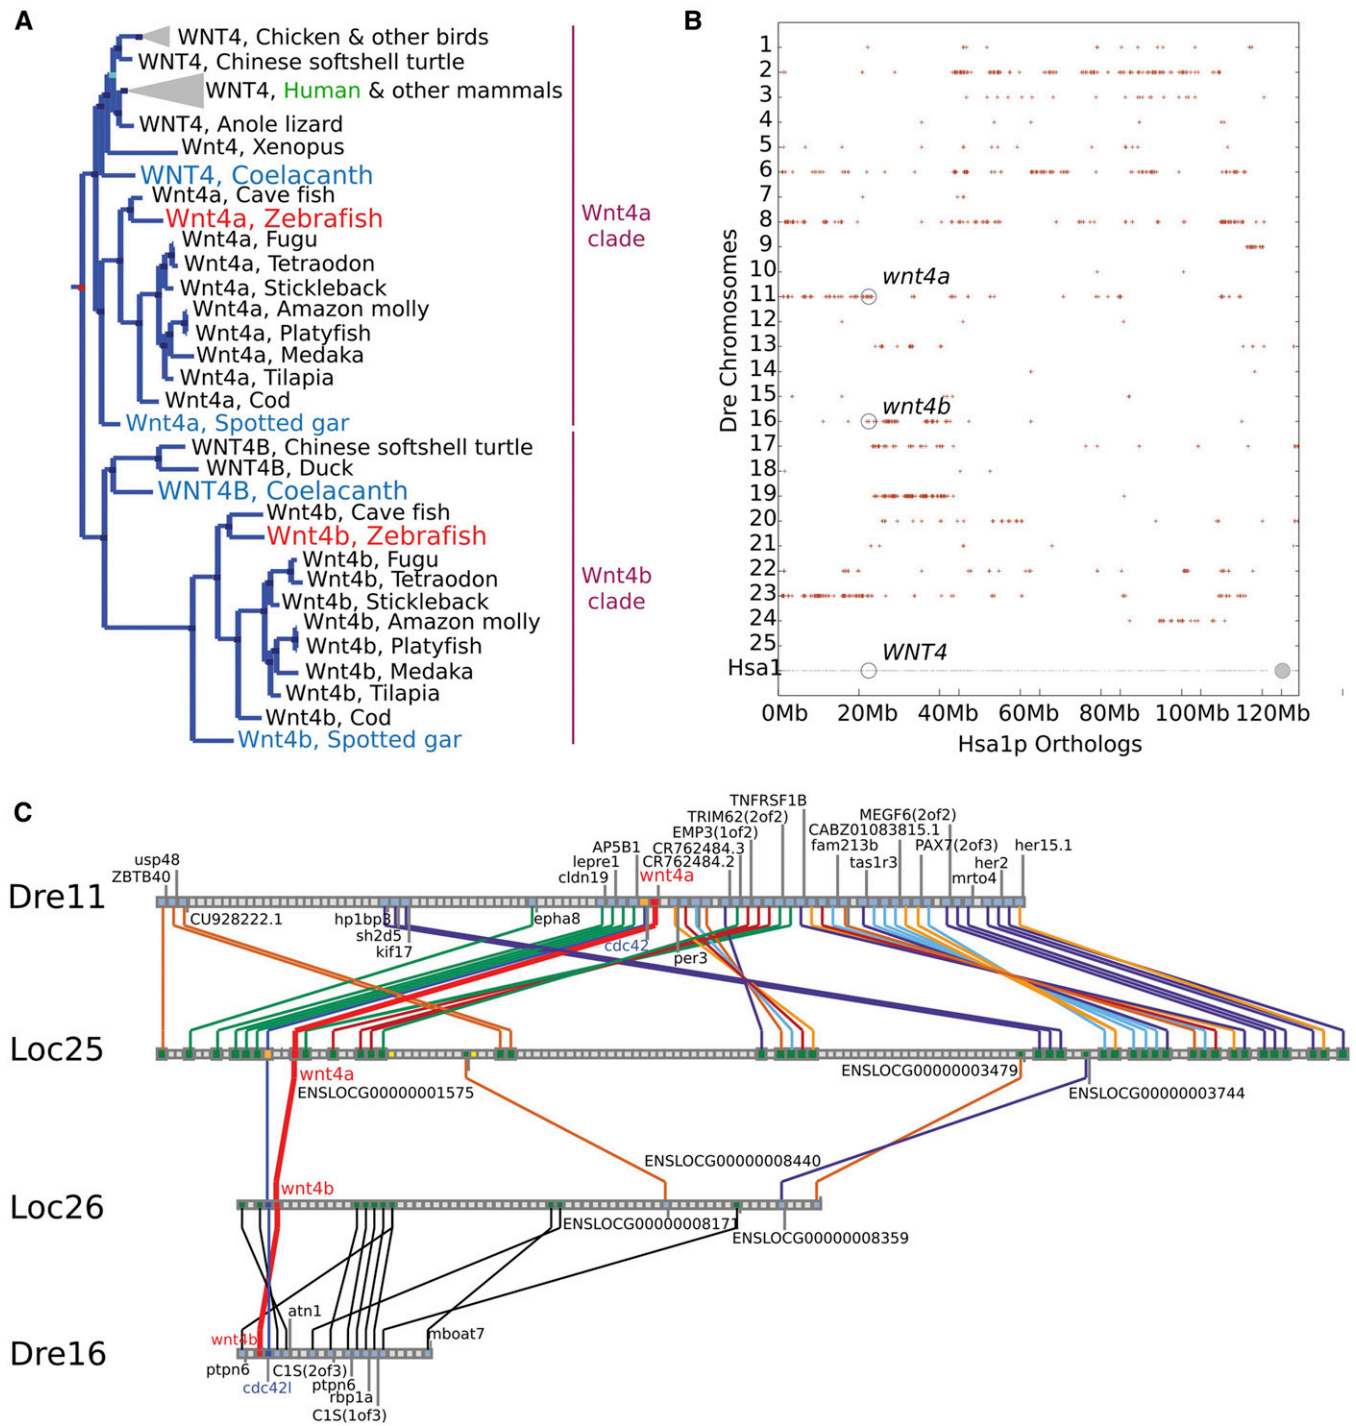 A
WNT4, Chicken & other birds
WNT4, Chinese softshell turtle
WNT4, Human & other mammals
WNT4, Anole lizard
Wnt4, Xenopus
WNT4, Coelacanth
Wnt4a, Cave fish
Wnt4a, Zebrafish
Wnt4a, Fugu
Wnt4a, Tetraodon
Wnt4a, Stickleback
Wnt4a, Amazon molly
Wnt4a, Platyfish
Wnt4a, Medaka
Wnt4a, Tilapia
Wnt4a, Cod
Wnt4a, Spotted gar
WNT4B, Chinese softshell turtle
WNT4B, Duck
WNT4B, Coelacanth
Wnt4b, Cave fish
Wnt4b, Zebrafish
Wnt4b, Fugu
Wnt4b, Tetraodon
Wnt4b, Stickleback
Wnt4b, Amazon molly
Wnt4b, Platyfish
Wnt4b, Medaka
Wnt4b, Tilapia
Wnt4b, Cod
Wnt4b, Spotted gar
Wnt4a
clade
Wnt4b
clade
B
Dre Chromosomes
1
2
3
4
5
6
7
8
9
10
11
12
13
14
15
16
17
18
19
20
21
22
23
24
25
Hsa1
wnt4a
wnt4b
WNT4
0Mb 20Mb 40Mb 60Mb 80Mb 100Mb 120Mb
Hsa1p Orthologs
C
TNFRSF1B
TRIM62(2of2)
MEGF6(2of2)
EMP3(1of2)
CABZ01083815.1
usp48
AP5B1
CR762484.3
fam213b
PAX7(2of3)
her15.1
ZBTB40
lepre1
CR762484.2
tas1r3
her2
cldn19
wnt4a
mrto4
Dre11
CU928222.1
hp1bp3
epha8
sh2d5
cdc42
kif17
per3
Loc25
wnt4a
ENSLOCG00000003479
ENSLOCG00000001575
ENSLOCG00000003744
ENSLOCG00000008440
wnt4b
Loc26
ENSLOCG00000008171
ENSLOCG00000008359
atn1
wnt4b
mboat7
Dre16
ptpn6
C1S(2of3)
cdc42l
ptpn6
rbp1a
C1S(1of3)